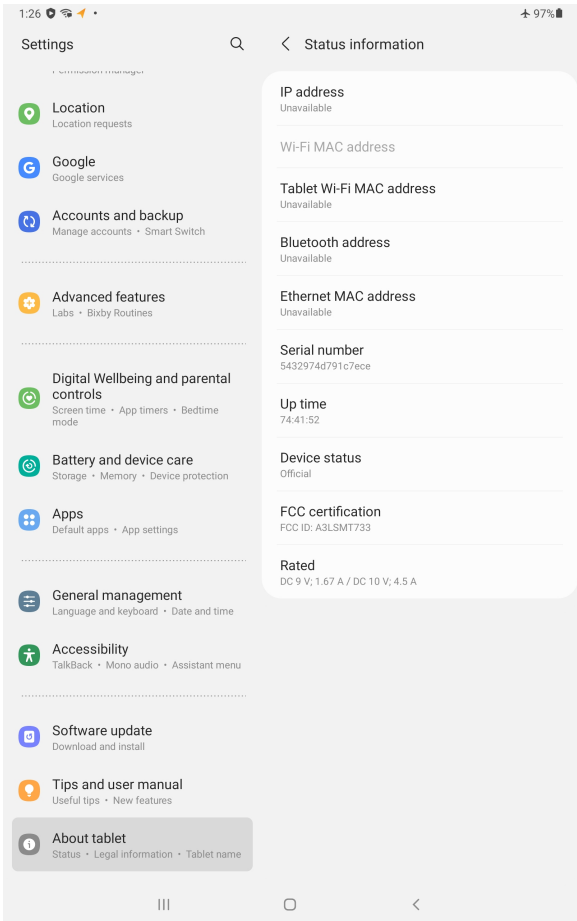 1:26
97%
Settings
Status information
Permission manager
Location
Location requests
Google
Google services
Accounts and backup
Manage accounts • Smart Switch
Advanced features
Labs • Bixby Routines
Digital Wellbeing and parental
controls
Screen time • App timers • Bedtime
mode
Battery and device care
Storage • Memory • Device protection
Apps
Default apps • App settings
General management
Language and keyboard • Date and time
Accessibility
TalkBack • Mono audio • Assistant menu
Software update
Download and install
Tips and user manual
Useful tips • New features
About tablet
Status • Legal information • Tablet name
IP address
Unavailable
Wi-Fi MAC address
Tablet Wi-Fi MAC address
Unavailable
Bluetooth address
Unavailable
Ethernet MAC address
Unavailable
Serial number
5432974d791c7ece
Up time
74:41:52
Device status
Official
FCC certification
FCC ID: A3LSMT733
Rated
DC 9 V; 1.67 A / DC 10 V; 4.5 A